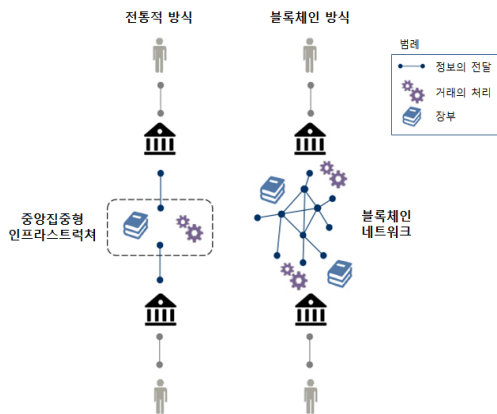 전통적 방식
블록체인 방식
범례
정보의 전달
거래의 처리
장부
중앙집중형
인프라스트럭쳐
블록체인
네트워크